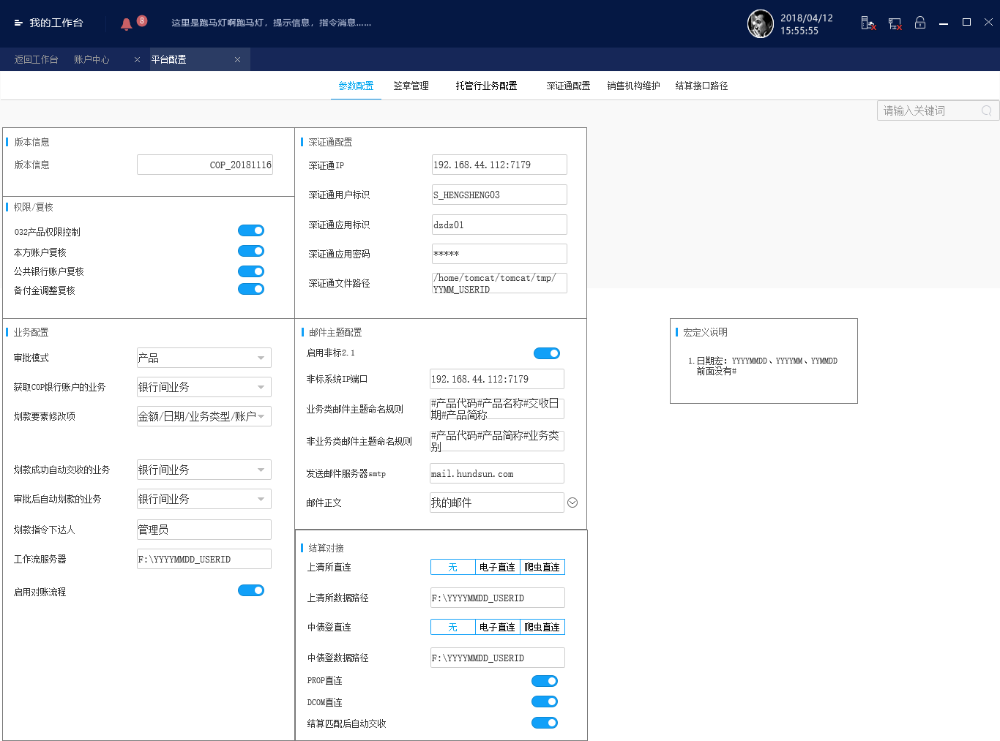 我的工作台
8
这里是跑马灯啊跑马灯，提示信息，指令消息……
2018/04/12
15:55:55
返回工作台
账户中心
平台配置
参数配置
签章管理
托管行业务配置
深证通配置
销售机构维护
结算接口路径
请输入关键词
版本信息
版本信息
COP_20181116
权限/复核
032产品权限控制
本方账户复核
公共银行账户复核
备付金调整复核
业务配置
审批模式
产品
获取COP银行账户的业务
银行间业务
划款要素修改项
金额/日期/业务类型/账户
划款成功自动交收的业务
银行间业务
审批后自动划款的业务
银行间业务
划款指令下达人
管理员
工作流服务器
F:\YYYYMMDD_USERID
启用对账流程
深证通配置
深证通IP
192.168.44.112:7179
深证通用户标识
S_HENGSHENG03
深证通应用标识
dzdz01
深证通应用密码
*****
深证通文件路径
/home/tomcat/tomcat/tmp/
YYMM_USERID
邮件主题配置
启用非标2.1
非标系统IP端口
192.168.44.112:7179
业务类邮件主题命名规则
#产品代码#产品名称#交收日
期#产品简称
非业务类邮件主题命名规则
#产品代码#产品简称#业务类
别
发送邮件服务器smtp
mail.hundsun.com
邮件正文
我的邮件
结算对接
上清所直连
无 电子直连 爬虫直连
上清所数据路径
F:\YYYYMMDD_USERID
中债登直连
无 电子直连 爬虫直连
中债登数据路径
F:\YYYYMMDD_USERID
PROP直连
DCOM直连
结算匹配后自动交收
宏定义说明
1.日期宏：YYYYMMDD、YYYYMM、YYMMDD
前面没有#